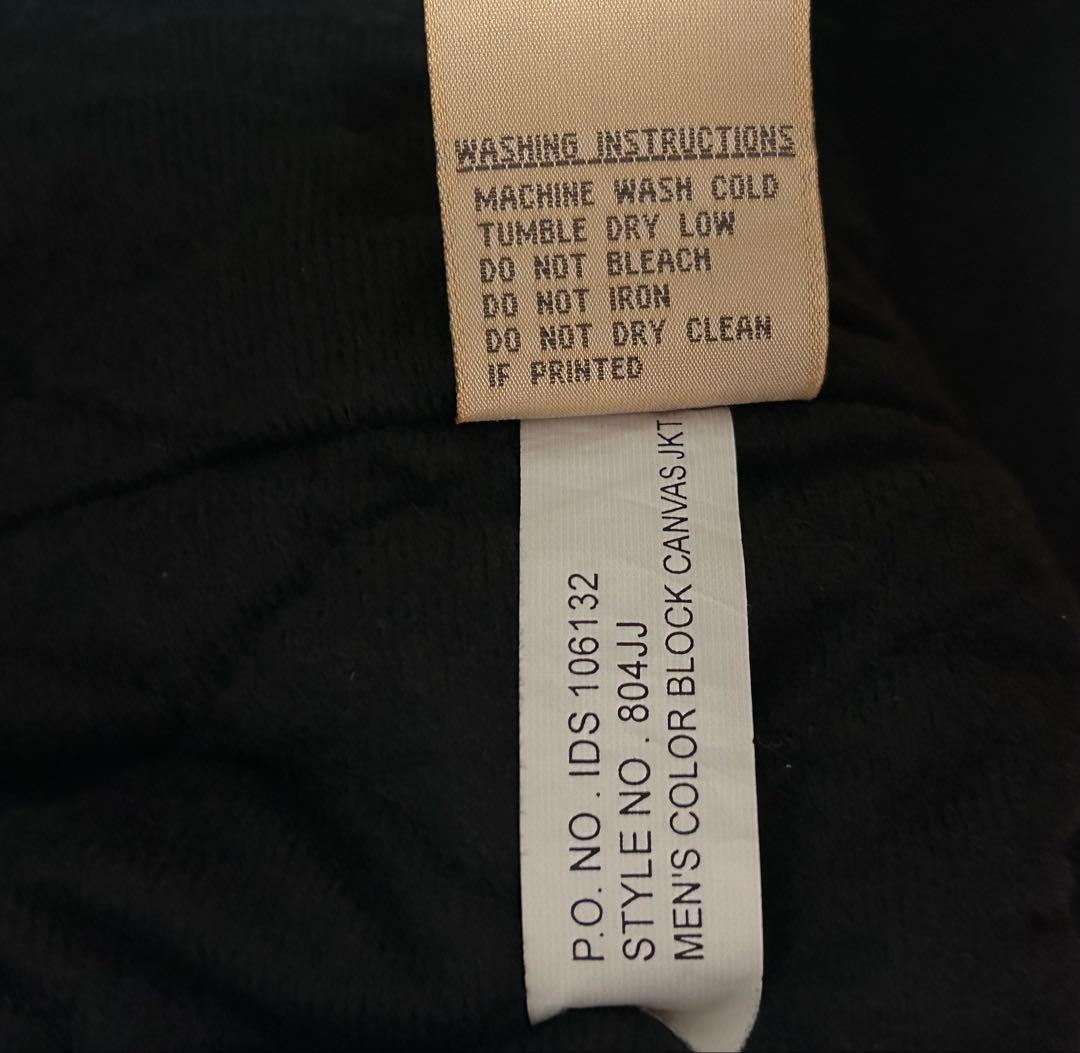 WASHING INSTRUCTIONS
MACHINE WASH COLD
TUMBLE DRY LOW
DO NOT BLEACH
DO NOT IRON
DO NOT DRY CLEAN
IF PRINTED
P.O. NO . IDS 106132
STYLE NO . 804JJ
MEN'S COLOR BLOCK CANVAS JKT